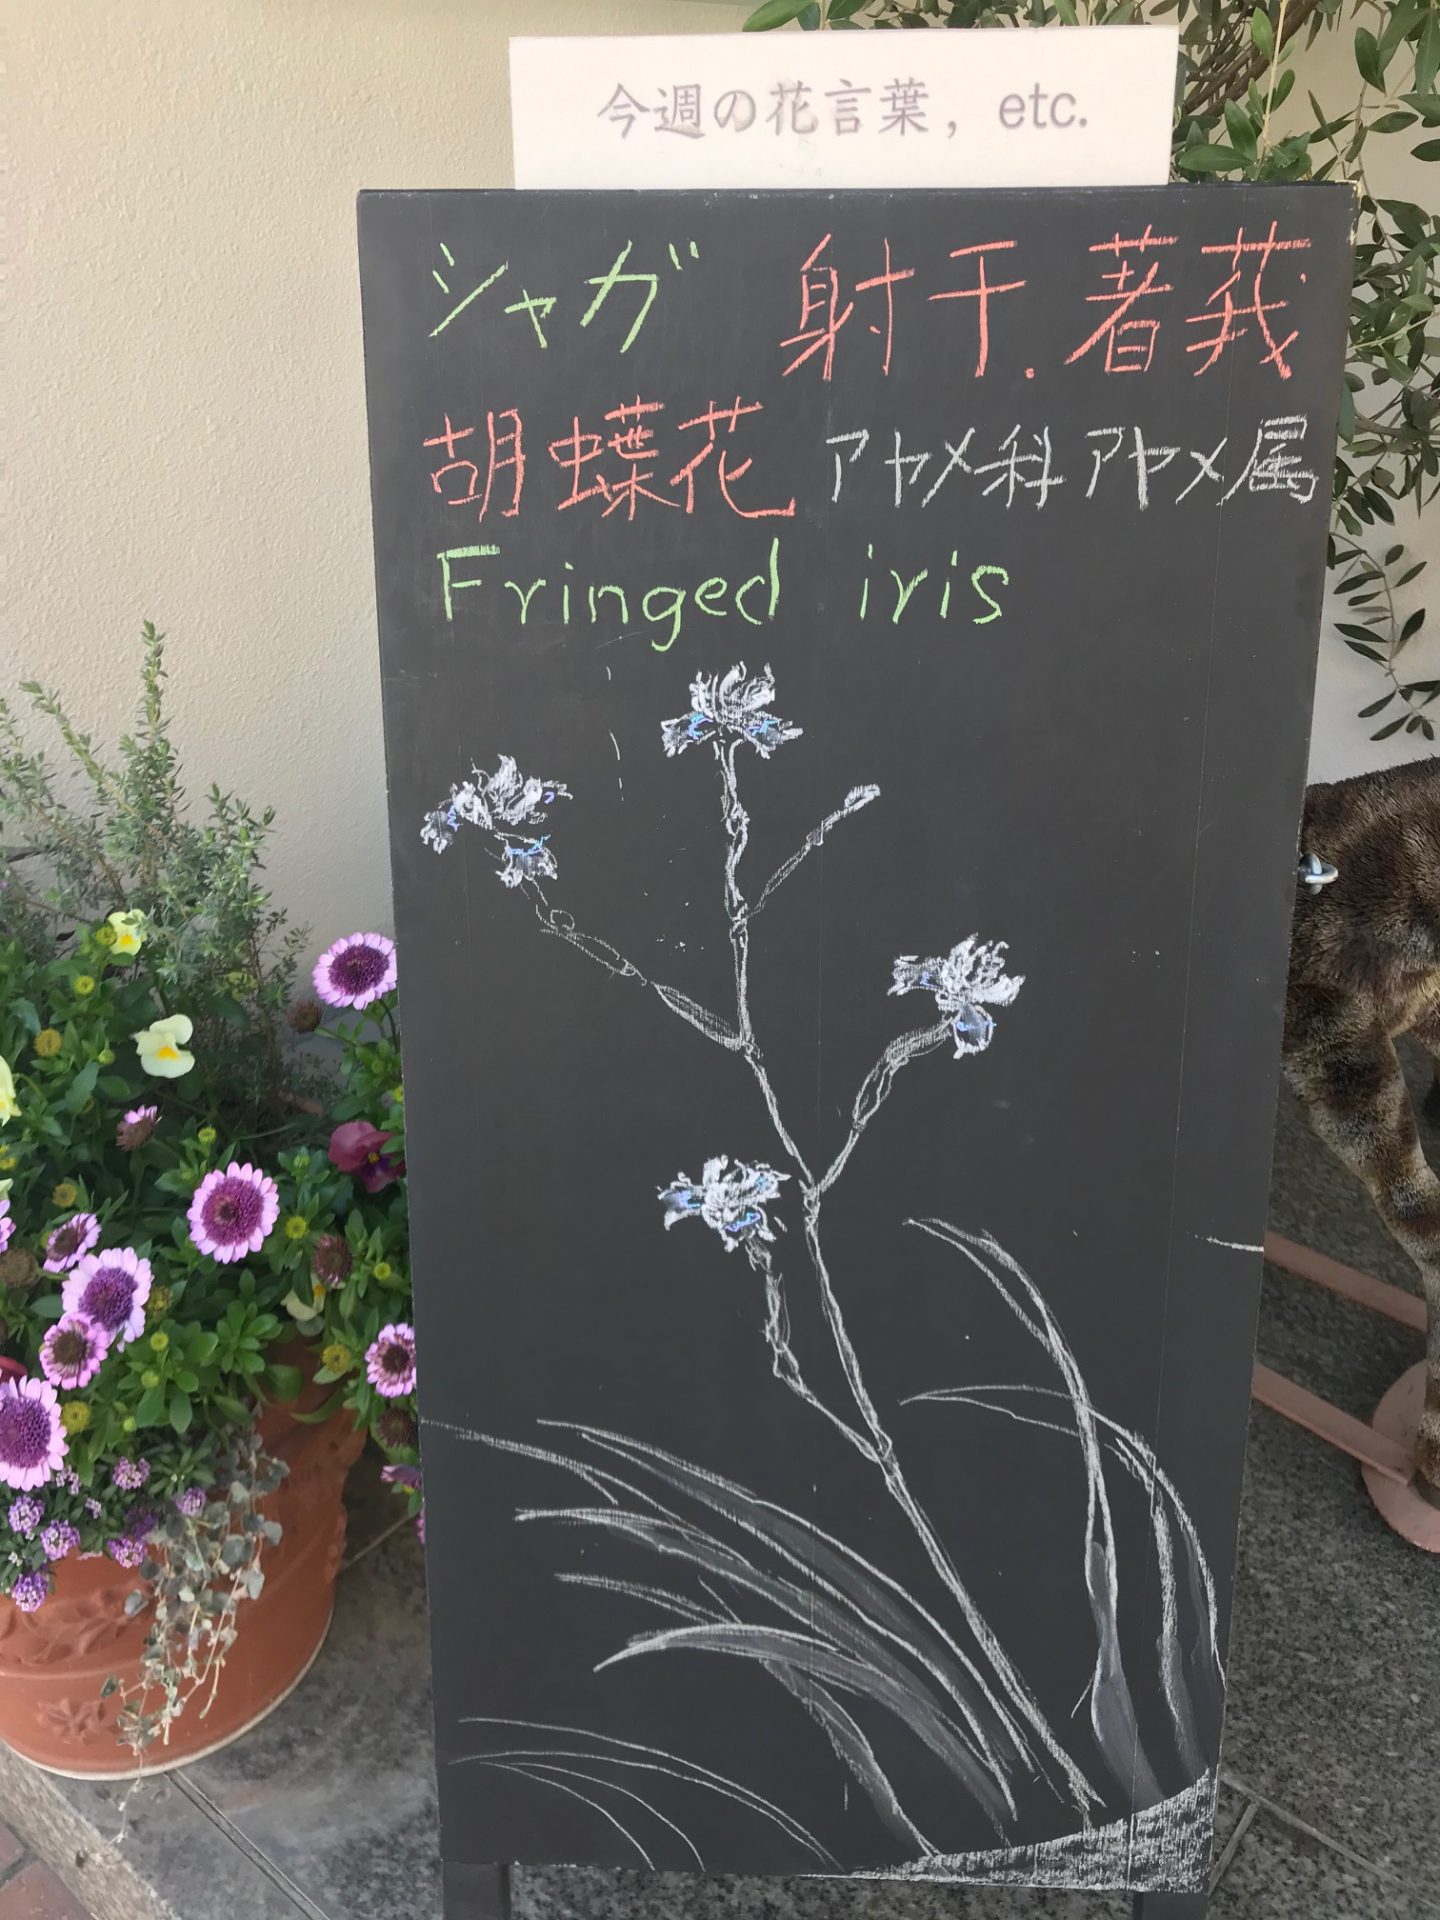 今週の花言葉, etc.
シャガ 射干.著莪
胡蝶花 アヤメ科アヤメ属
Fringed iris